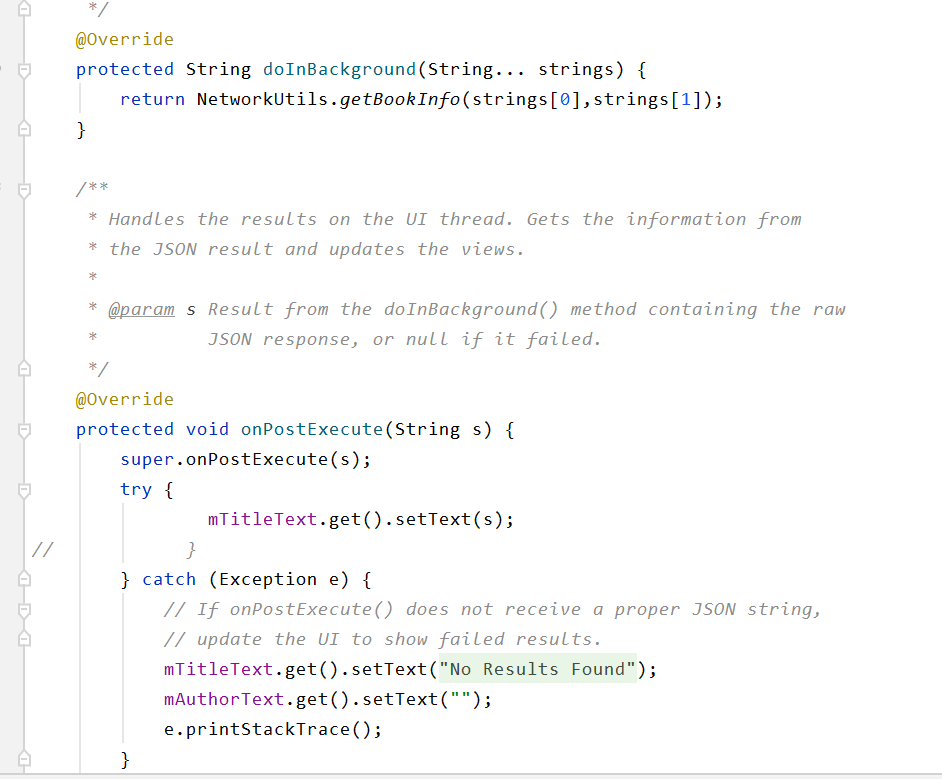 */
@Override
protected String doInBackground(String... strings) {
return NetworkUtils.getBookInfo(strings[0],strings[1]);
}
/**
* Handles the results on the UI thread. Gets the information from
* the JSON result and updates the views.
*
* @param s Result from the doInBackground() method containing the raw
* JSON response, or null if it failed.
*/
@Override
protected void onPostExecute(String s) {
super.onPostExecute(s);
try {
mTitleText.get().setText(s);
// }
} catch (Exception e) {
// If onPostExecute() does not receive a proper JSON string,
// update the UI to show failed results.
mTitleText.get().setText("No Results Found");
mAuthorText.get().setText("");
e.printStackTrace();
}